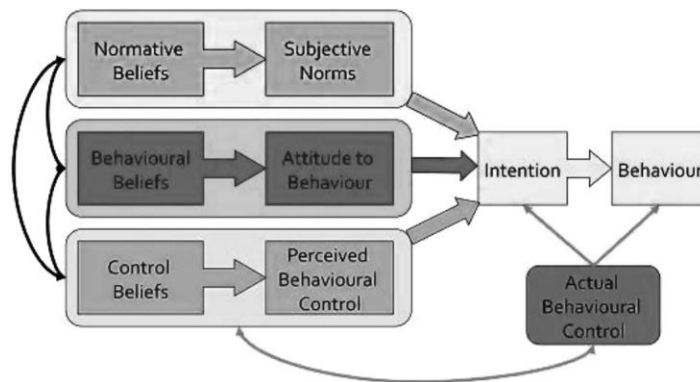 Normative
Beliefs
Subjective
Norms
Behavioural
Beliefs
Attitude to
Behaviour
Intention
Behaviour
Control
Beliefs
Perceived
Behavioural
Control
Actual
Behavioural
Control